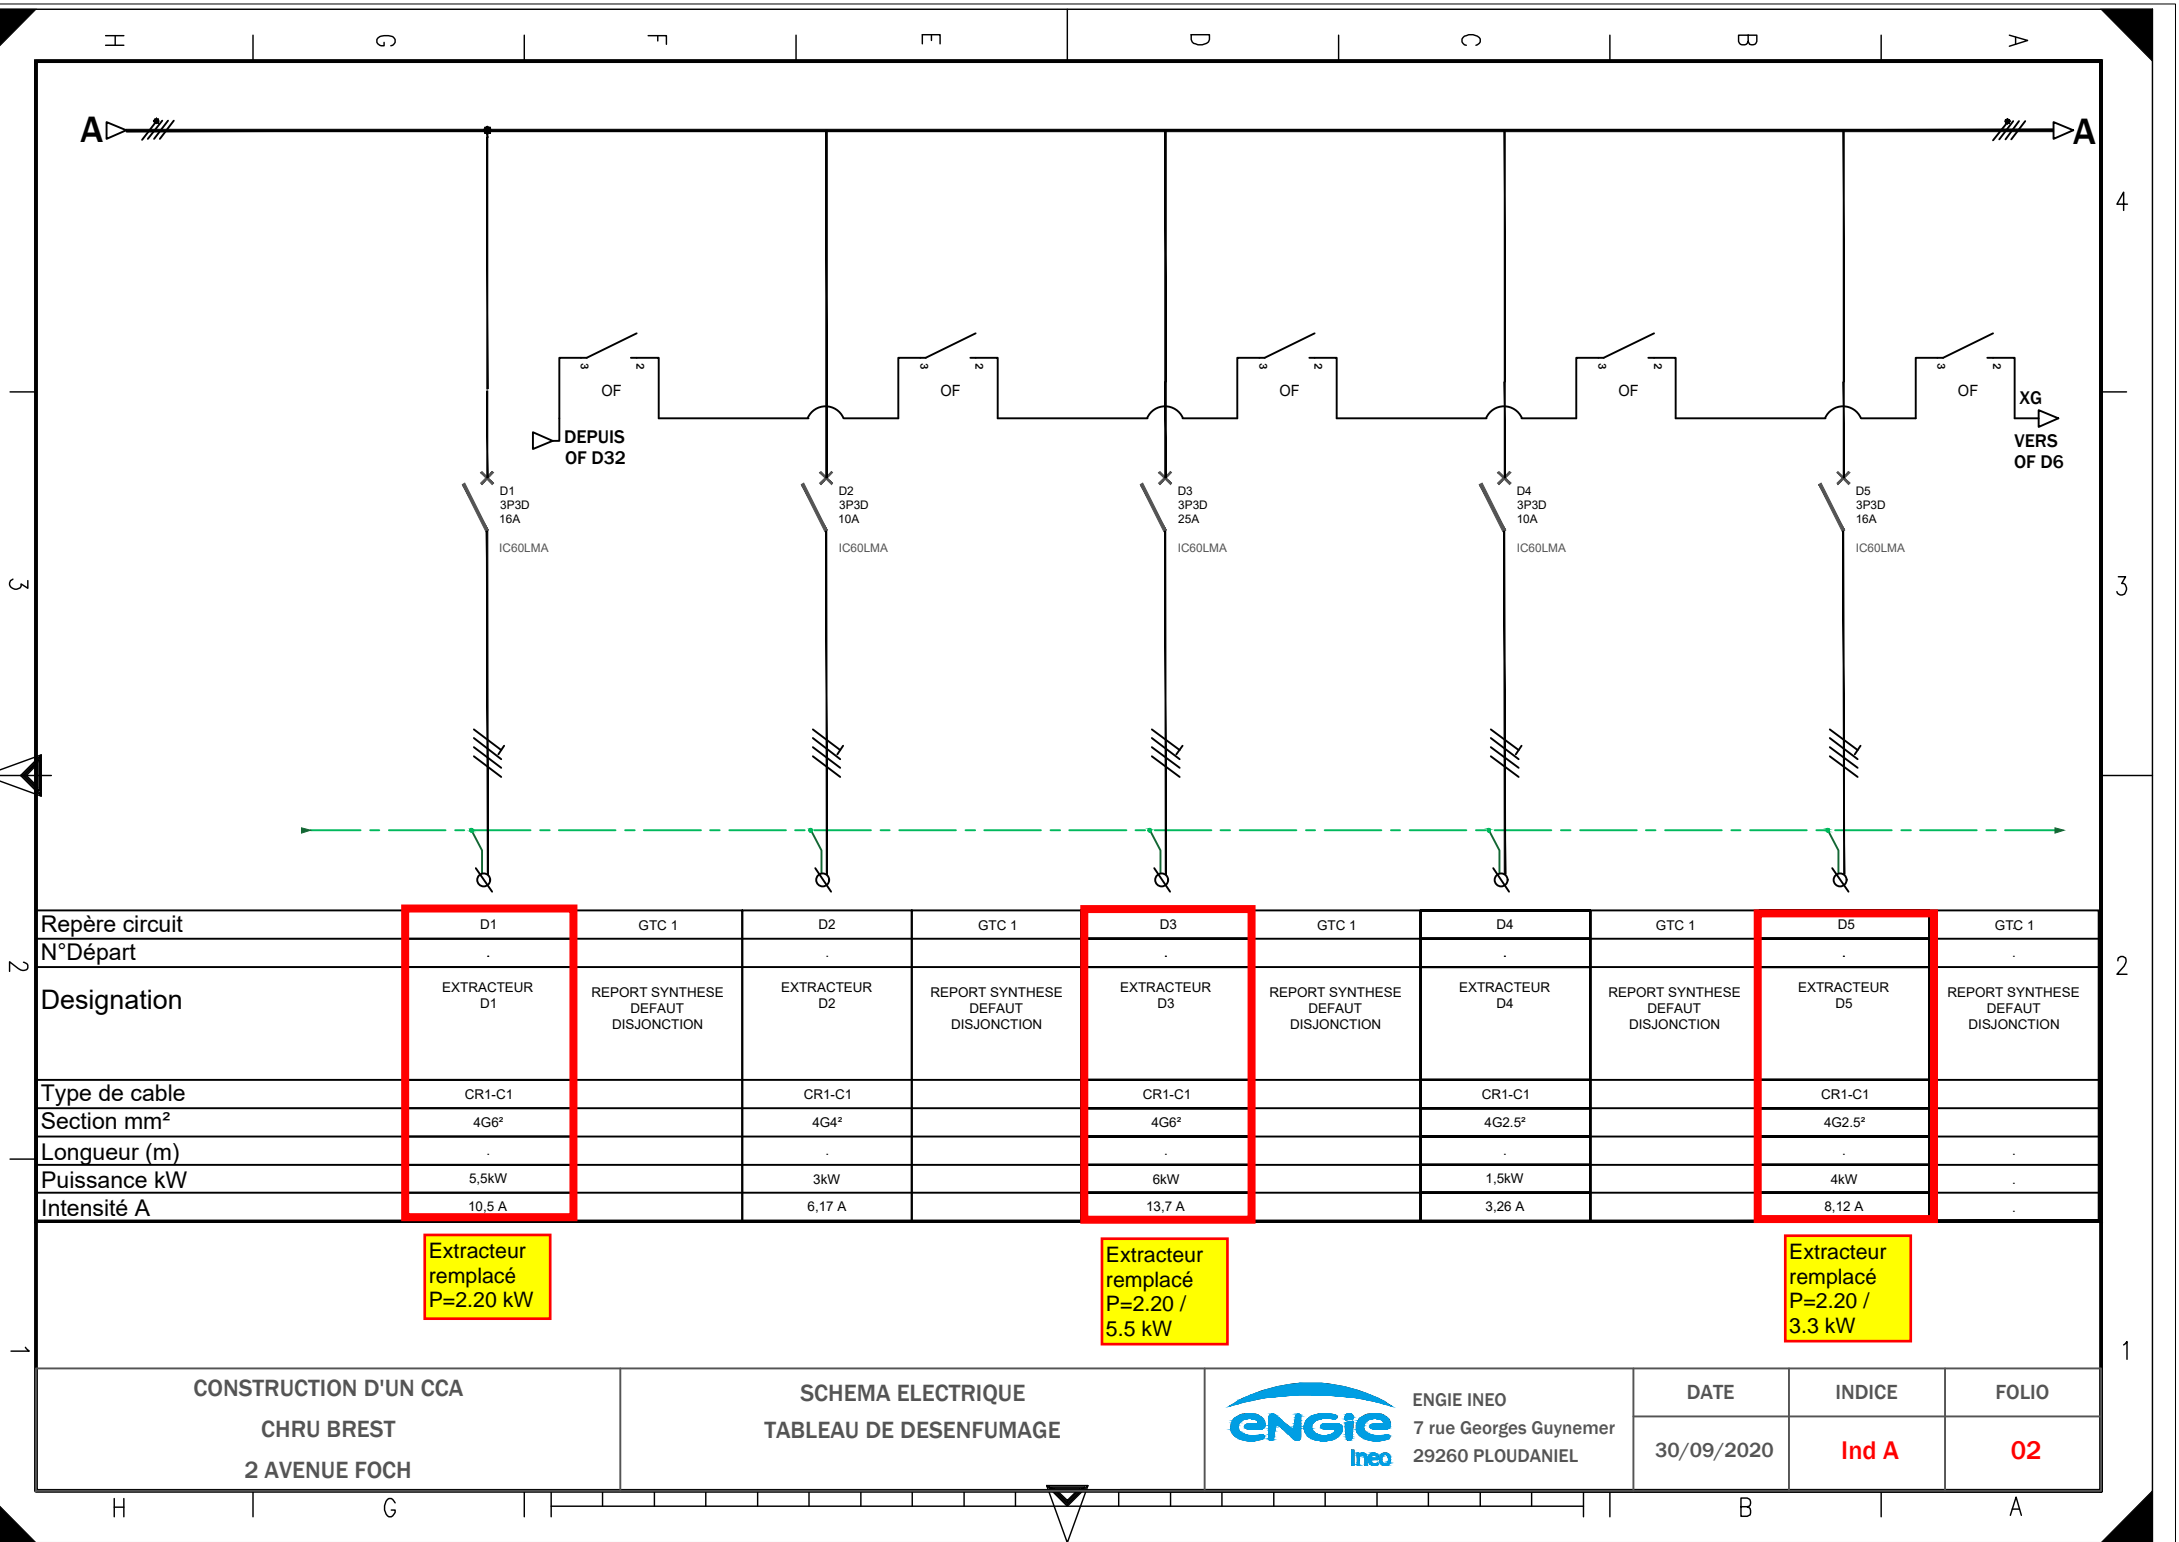 H G F E D C B A
A A
4
3 2 3 2 3 2 3 2 3 2
OF OF OF OF OF
XG
DEPUIS
OF D32
VERS
OF D6
D1
3P3D
16A
IC60LMA
D2
3P3D
10A
IC60LMA
D3
3P3D
25A
IC60LMA
D4
3P3D
10A
IC60LMA
D5
3P3D
16A
IC60LMA
3 3
Repère circuit D1 GTC 1 D2 GTC 1 D3 GTC 1 D4 GTC 1 D5 GTC 1
N°Départ . . . . . .
2 2
Designation
EXTRACTEUR
D1
REPORT SYNTHESE
DEFAUT
DISJONCTION
EXTRACTEUR
D2
REPORT SYNTHESE
DEFAUT
DISJONCTION
EXTRACTEUR
D3
REPORT SYNTHESE
DEFAUT
DISJONCTION
EXTRACTEUR
D4
REPORT SYNTHESE
DEFAUT
DISJONCTION
EXTRACTEUR
D5
REPORT SYNTHESE
DEFAUT
DISJONCTION
Type de cable CR1-C1 CR1-C1 CR1-C1 CR1-C1 CR1-C1
Section mm² 4G6² 4G4² 4G6² 4G2.5² 4G2.5²
Longueur (m) . . . . . .
Puissance kW 5,5kW 3kW 6kW 1,5kW 4kW .
Intensité A 10,5 A 6,17 A 13,7 A 3,26 A 8,12 A .
Extracteur
remplacé
P=2.20 kW
Extracteur
remplacé
P=2.20 /
5.5 kW
Extracteur
remplacé
P=2.20 /
3.3 kW
1 1
CONSTRUCTION D'UN CCA
CHRU BREST
2 AVENUE FOCH
SCHEMA ELECTRIQUE
TABLEAU DE DESENFUMAGE
ENGIE
Ineo
ENGIE INEO
7 rue Georges Guynemer
29260 PLOUDANIEL
DATE INDICE FOLIO
30/09/2020 Ind A 02
H G B A